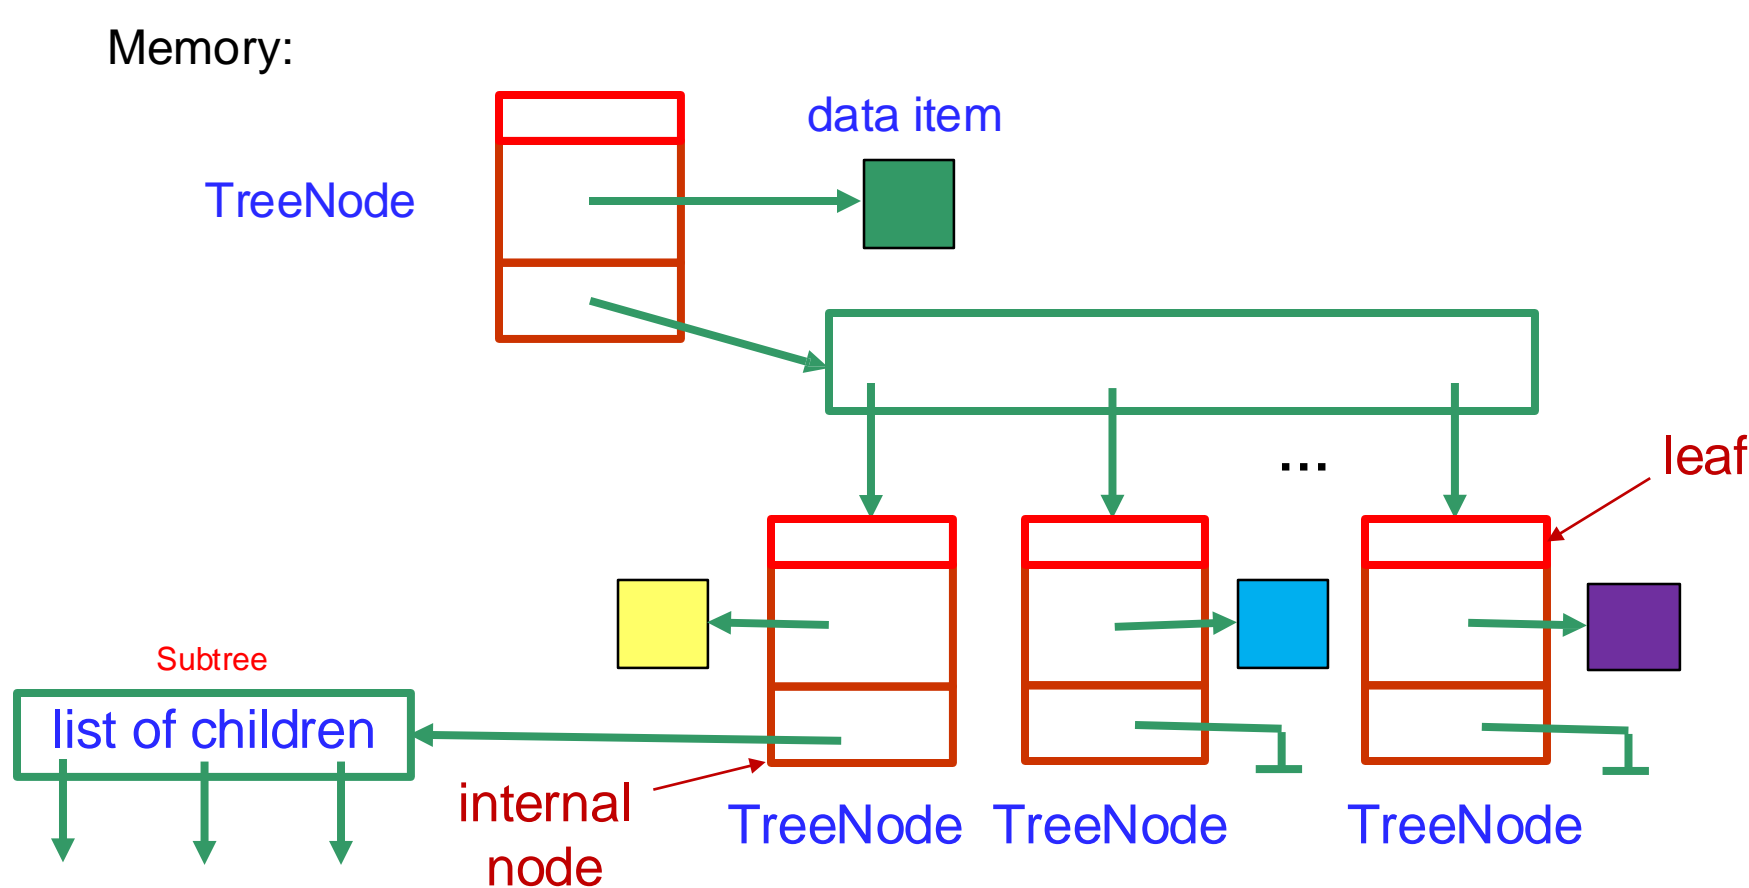 Memory:
data item
TreeNode
...
leaf
Subtree
list of children
internal
node
TreeNode
TreeNode
TreeNode